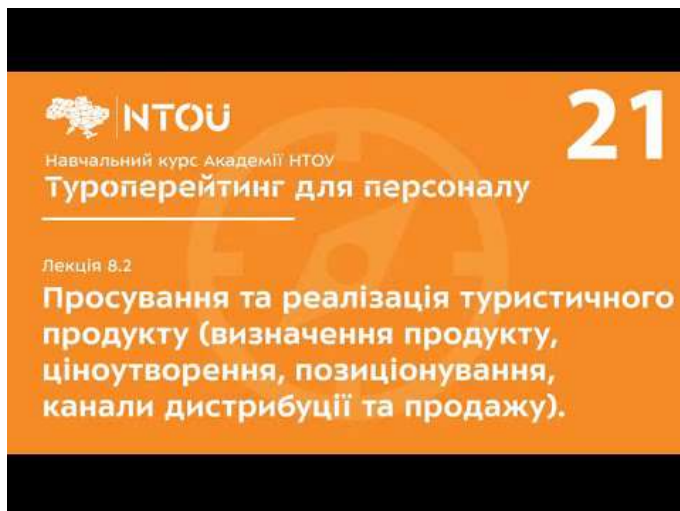 NTOU
21
Навчальний курс Академії НТОУ
Туроперейтинг для персоналу
Лекція 8.2
Просування та реалізація туристичного
продукту (визначення продукту,
ціноутворення, позиціонування,
канали дистрибуції та продажу).